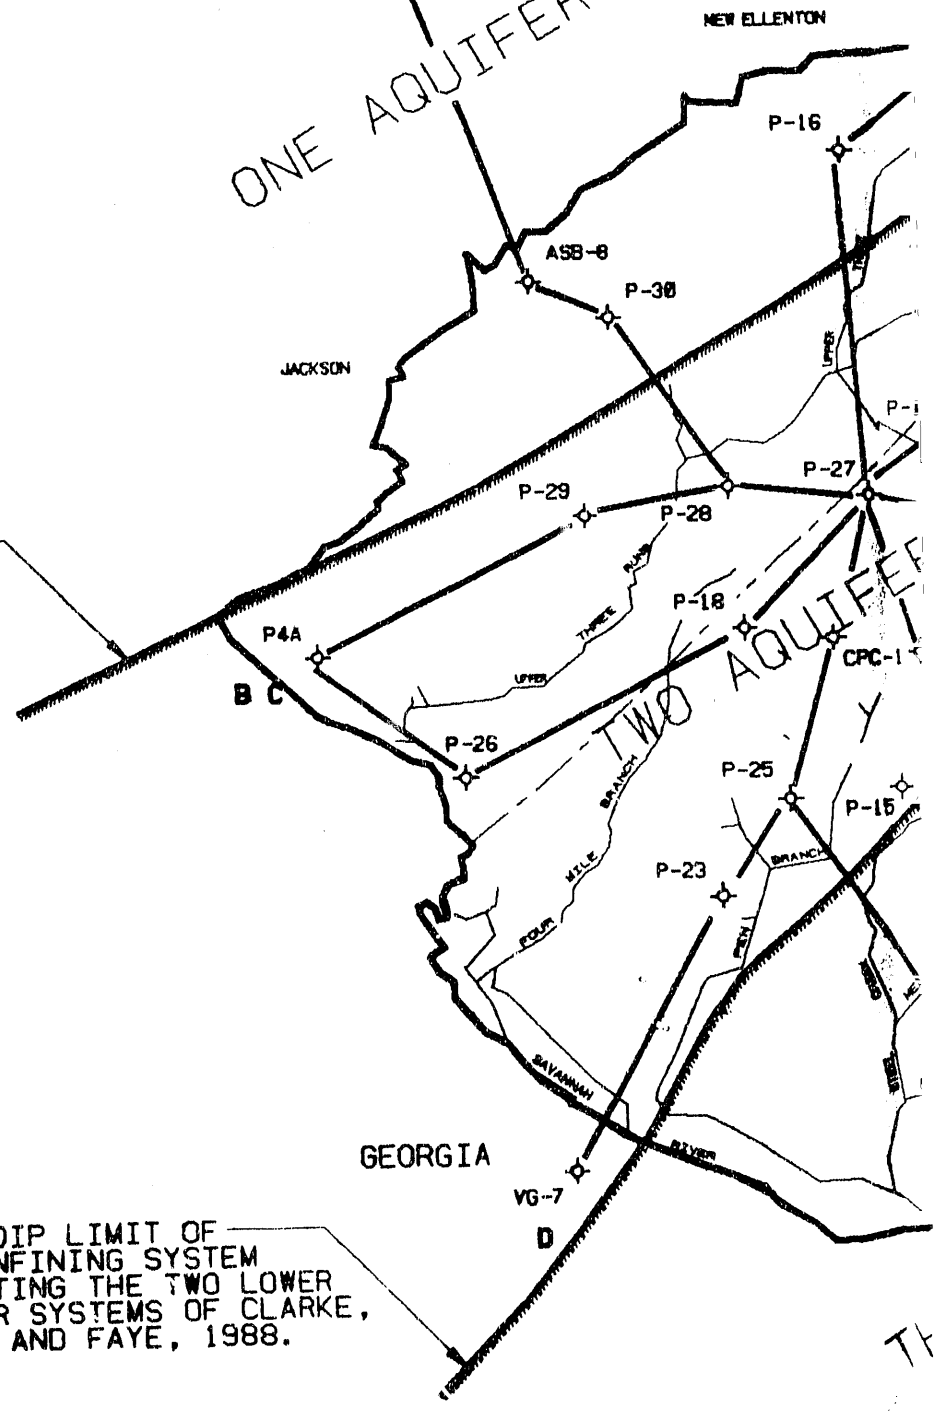 NEW ELLENTON
ONE AQUIFER
P-16
ASB-8
P-30
JACKSON
UPPER
THREE
P-27
P-29
P-28
RUNS
THREE
UPPER
P4A
B C
P-18
CPC-1
TWO AQUIFER
P-26
P-25
P-15
BRANCH
MILE
FOUR
P-23
BRANCH
PEN
SAVANNAH
RIVER
GEORGIA
VG-7
D
DIP LIMIT OF
NFINING SYSTEM
TING THE TWO LOWER
R SYSTEMS OF CLARKE,
AND FAYE, 1988.
TH